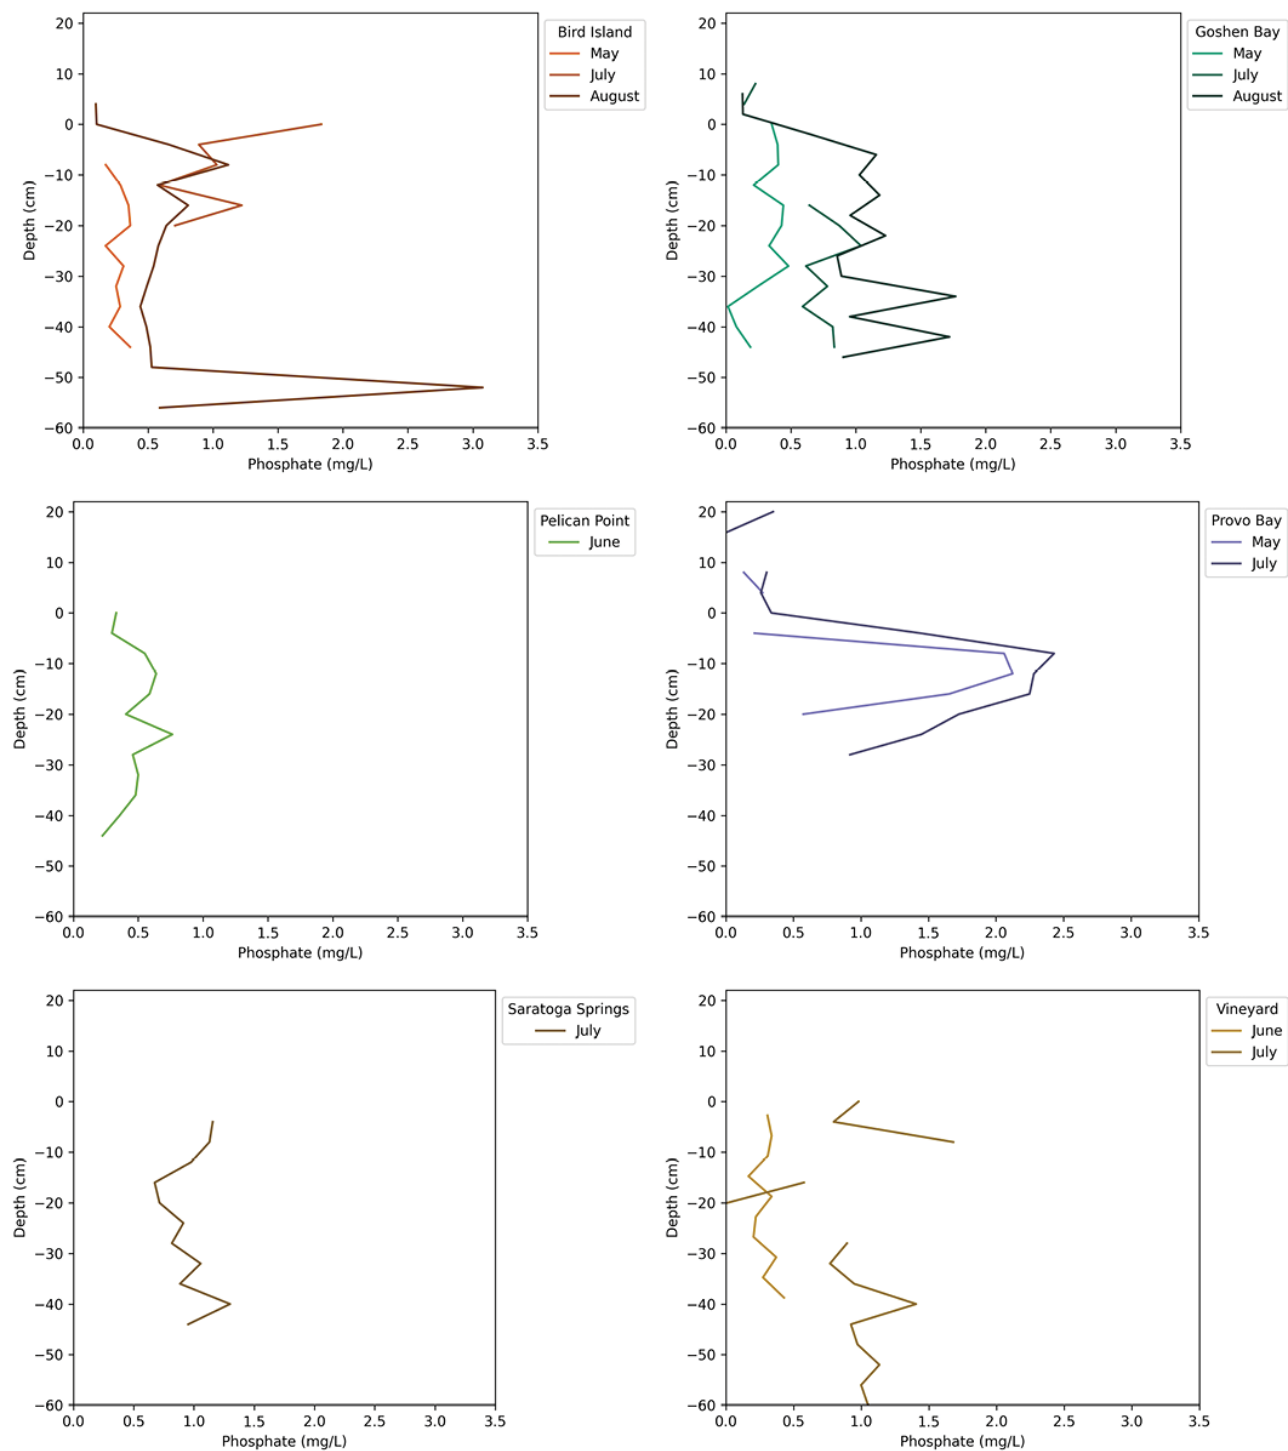 Bird Island
May
July
August
20
10
0
−10
−20
−30
−40
−50
−60
Depth (cm)
0.0 0.5 1.0 1.5 2.0 2.5 3.0 3.5
Phosphate (mg/L)
Goshen Bay
May
July
August
20
10
0
−10
−20
−30
−40
−50
−60
Depth (cm)
0.0 0.5 1.0 1.5 2.0 2.5 3.0 3.5
Phosphate (mg/L)
Pelican Point
June
20
10
0
−10
−20
−30
−40
−50
−60
Depth (cm)
0.0 0.5 1.0 1.5 2.0 2.5 3.0 3.5
Phosphate (mg/L)
Provo Bay
May
July
20
10
0
−10
−20
−30
−40
−50
−60
Depth (cm)
0.0 0.5 1.0 1.5 2.0 2.5 3.0 3.5
Phosphate (mg/L)
Saratoga Springs
July
20
10
0
−10
−20
−30
−40
−50
−60
Depth (cm)
0.0 0.5 1.0 1.5 2.0 2.5 3.0 3.5
Phosphate (mg/L)
Vineyard
June
July
20
10
0
−10
−20
−30
−40
−50
−60
Depth (cm)
0.0 0.5 1.0 1.5 2.0 2.5 3.0 3.5
Phosphate (mg/L)